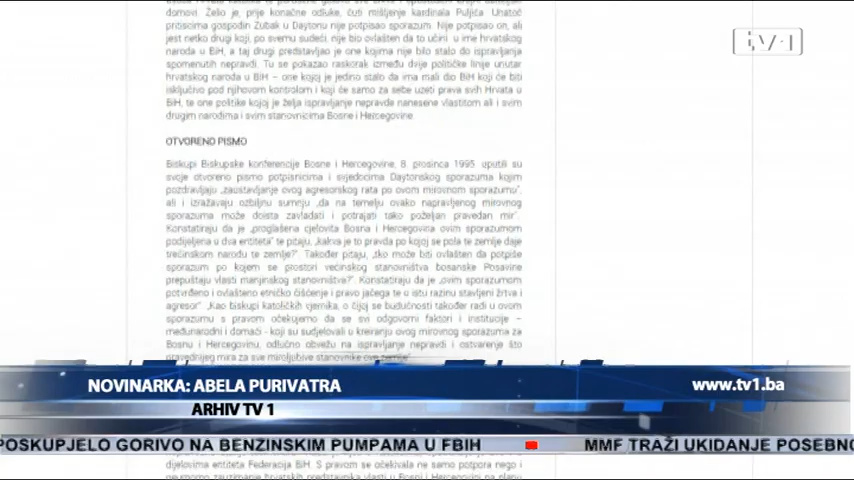 domovi. Želio je, prije konačne odluke, čuti mišljenje kardinala Puljića. Unatoč
pritiscima gospodin Zubak u Daytonu nije potpisao sporazum. Nije potpisao on, ali
jest netko drugi koji, po svemu sudeći, nije bio ovlašten da to učini u ime hrvatskog
naroda u BiH, a taj drugi predstavljao je one kojima nije bilo stalo do ispravljanja
spomenutih nepravdi. Tu se pokazao raskorak između dvije političke linije unutar
hrvatskog naroda u BIH – one kojoj je jedino stalo da ima mali dio BiH koji će biti
isključivo pod njihovom kontrolom i koji će samo za sebe uzeti prava svih Hrvata u
BiH, te one politike kojoj je želja ispravljanje nepravde nanesene vlastitom ali i svim
drugim narodima i svim stanovnicima Bosne i Hercegovine.
tv1
OTVORENO PISMO
Biskupi Biskupske konferencije Bosne i Hercegovine, 8. prosinca 1995. uputili su
svoje otvoreno pismo potpisnicima i svjedocima Daytonskog sporazuma kojim
pozdravljaju „zaustavljanje ovog agresorskog rata po ovom mirovnom sporazumu",
ali i izražavaju ozbiljnu sumnju „da na temelju ovako napravljenog mirovnog
sporazuma može doista zavladati i potrajati tako poželjan pravedan mir".
Konstatiraju da je „proglašena cjelovita Bosna i Hercegovina ovim sporazumom
podijeljena u dva entiteta" te pitaju, „kakva je to pravda po kojoj se pola te zemlje daje
trećinskom narodu te zemlje?" Također pitaju, „tko može biti ovlašten da potpiše
sporazum po kojem se prostori većinskog stanovništva bosanske Posavine
prepuštaju vlasti manjinskog stanovništva?". Konstatiraju da je „ovim sporazumom
potvrđeno i ovlašteno etničko čišćenje i pravo jačega te u istu razinu stavljeni žrtva i
agresor". „Kao biskupi katoličkih vjernika, o čijoj se budućnosti također radi u ovom
sporazumu s pravom očekujemo da se svi odgovorni faktori i institucije –
međunarodni i domaći - koji su sudjelovali u kreiranju ovog mirovnog sporazuma za
Bosnu i Hercegovinu, odlučno obvežu na ispravljanje nepravdi i ostvarenje što
pravednijeg mira za sve miroljubive stanovnike ove zemlje"
NOVINARKA: ABELA PURIVATRA
www.tv1.ba
ARHIV TV 1
POSKUPJELO GORIVO NA BENZINSKIM PUMPAMA U FBIH
MMF TRAŽI UKIDANJE POSEBNO
dijelovima entiteta Federacija BiH. S pravom se očekivala ne samo potpora nego i